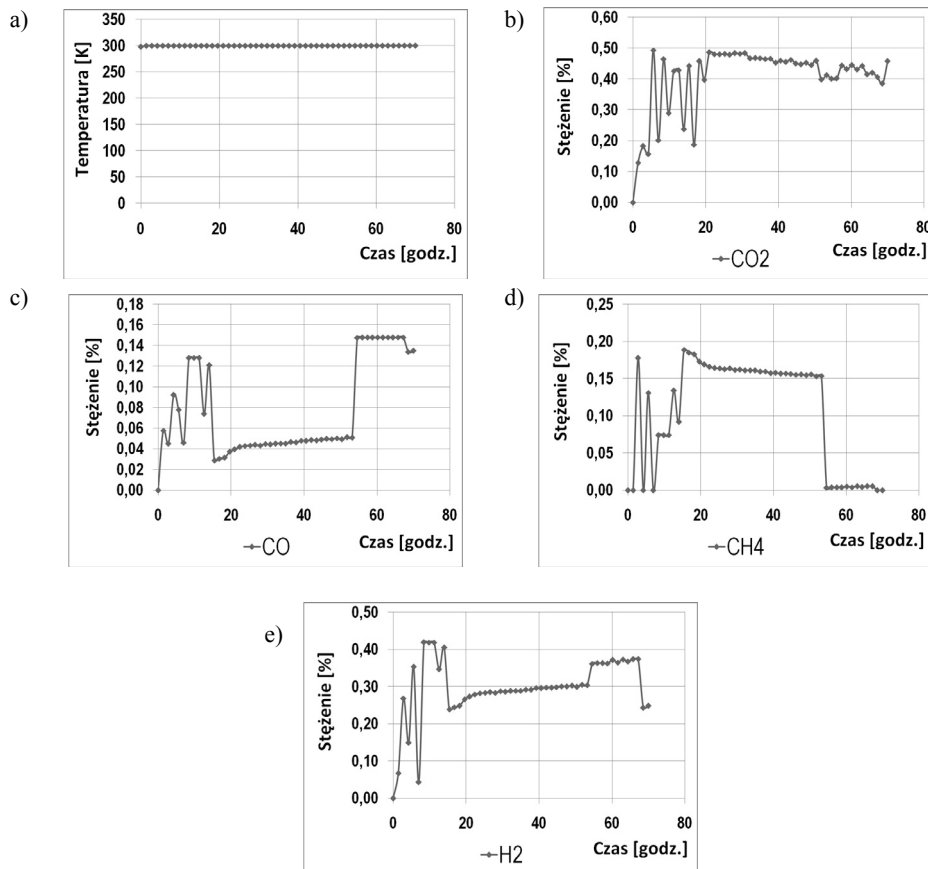 a)
Temperatura [K]
350
300
250
200
150
100
50
0
0 20 40 60 80
Czas [godz.]
b)
Stężenie [%]
0,60
0,50
0,40
0,30
0,20
0,10
0,00
0 20 40 60 80
Czas [godz.]
CO2
c)
Stężenie [%]
0,18
0,16
0,14
0,12
0,10
0,08
0,06
0,04
0,02
0,00
0 20 40 60 80
CO
Czas [godz.]
d)
Stężenie [%]
0,25
0,20
0,15
0,10
0,05
0,00
0 20 40 60 80
Czas [godz.]
CH4
e)
Stężenie [%]
0,50
0,40
0,30
0,20
0,10
0,00
0 20 40 60 80
Czas [godz.]
H2